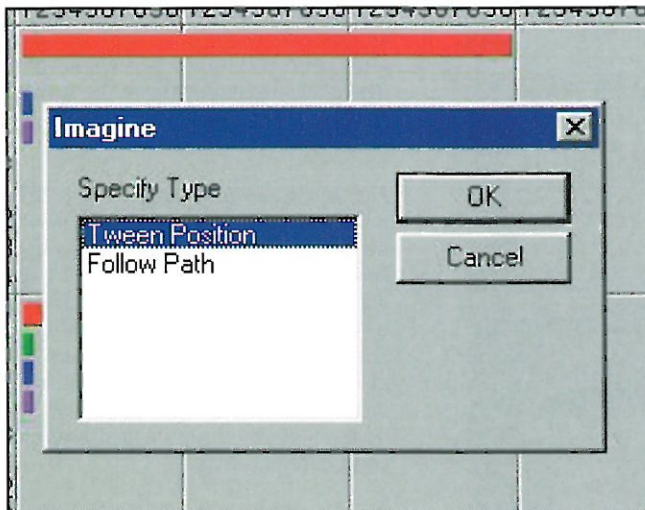 Imagine
Specify Type
OK
Tween Position
Cancel
Follow Path